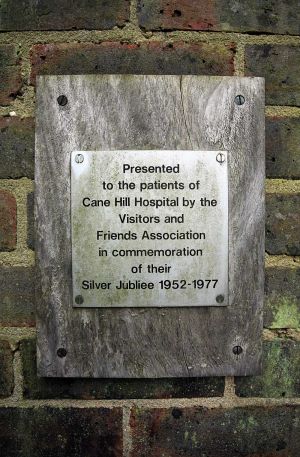 Presented
to the patients of
Cane Hill Hospital by the
Visitors and
Friends Association
in commemoration
of their
Silver Jubliee 1952-1977